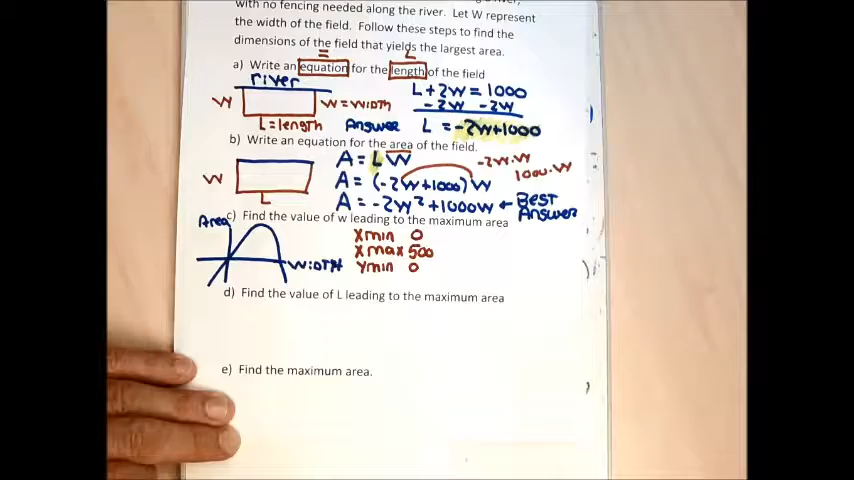 with no fencing needed along the river. Let W represent
the width of the field. Follow these steps to find the
dimensions of the field that yields the largest area.
= L
a) Write an equation for the length of the field
river
W W = WIDTH L + 2W = 1000
-2W -2W
L = length Answer L = -2W+1000
b) Write an equation for the area of the field.
A = L W -2W·W
W A = (-2W+1000)W 1000·W
L A = -2W² +1000W ← BEST Answer
c) Find the value of w leading to the maximum area
Area Xmin 0
Xmax 500
WiDTH Ymin 0
d) Find the value of L leading to the maximum area
e) Find the maximum area.